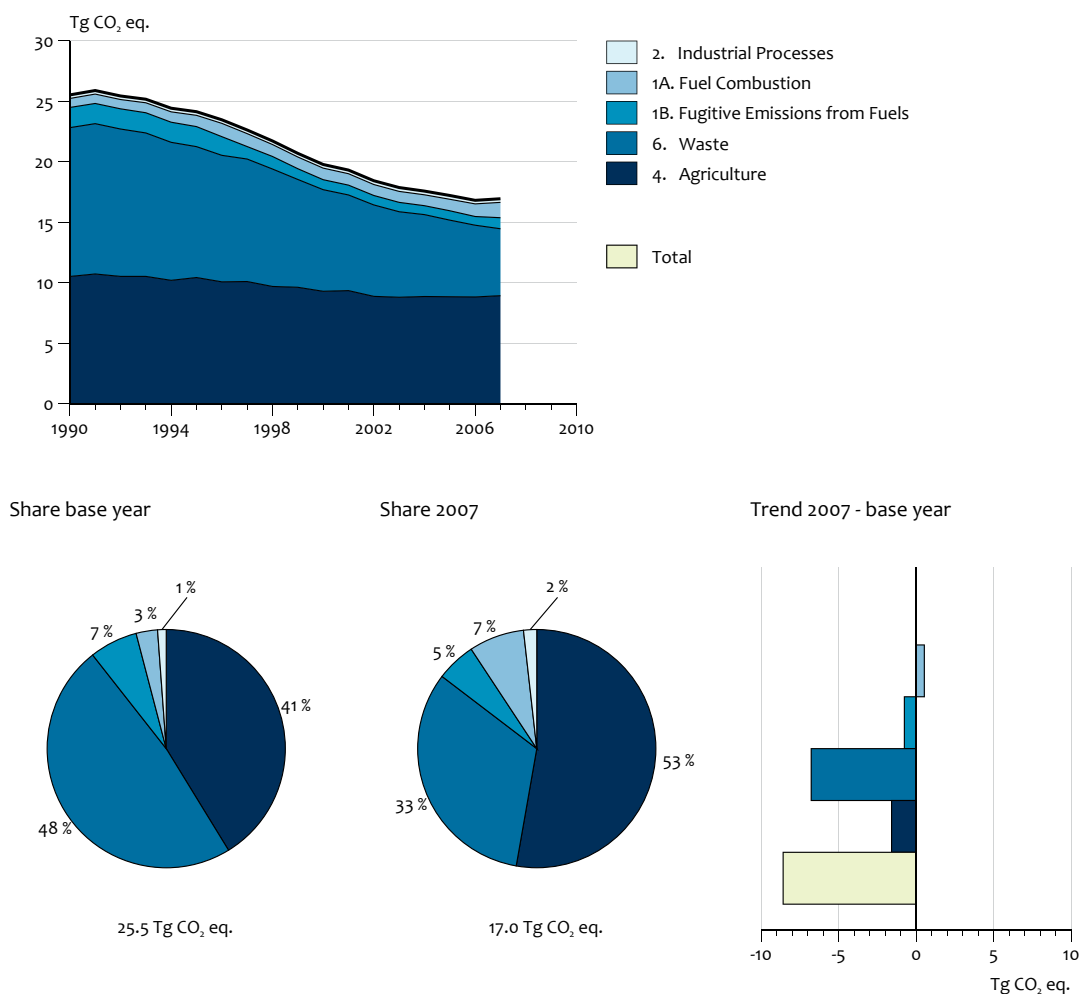 Tg CO₂ eq.
30
25
20
15
10
5
0
1990 1994 1998 2002 2006 2010
2. Industrial Processes
1A. Fuel Combustion
1B. Fugitive Emissions from Fuels
6. Waste
4. Agriculture
Total
Share base year
1 %
3 %
7 %
41 %
48 %
25.5 Tg CO₂ eq.
Share 2007
2 %
7 %
5 %
53 %
33 %
17.0 Tg CO₂ eq.
Trend 2007 - base year
-10 -5 0 5 10
Tg CO₂ eq.